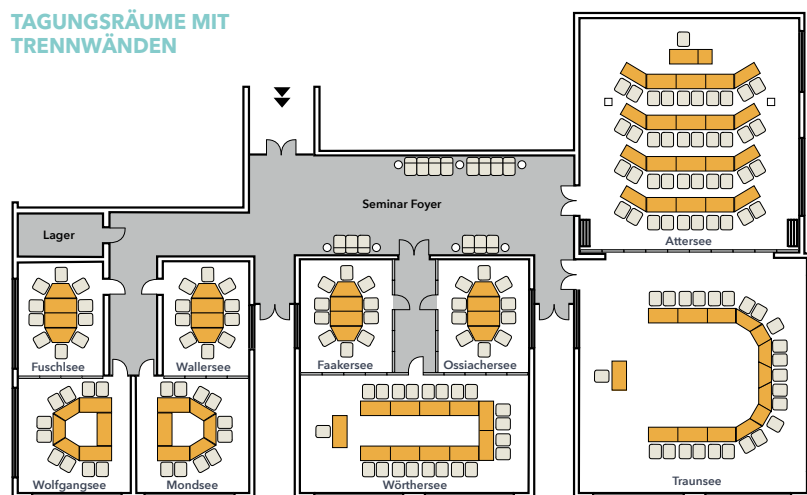 TAGUNGSRÄUME MIT
TRENNWÄNDEN
Seminar Foyer
Lager
Attersee
Fuschlsee
Wallersee
Faakersee
Ossiachersee
Wolfgangsee
Mondsee
Wörthersee
Traunsee